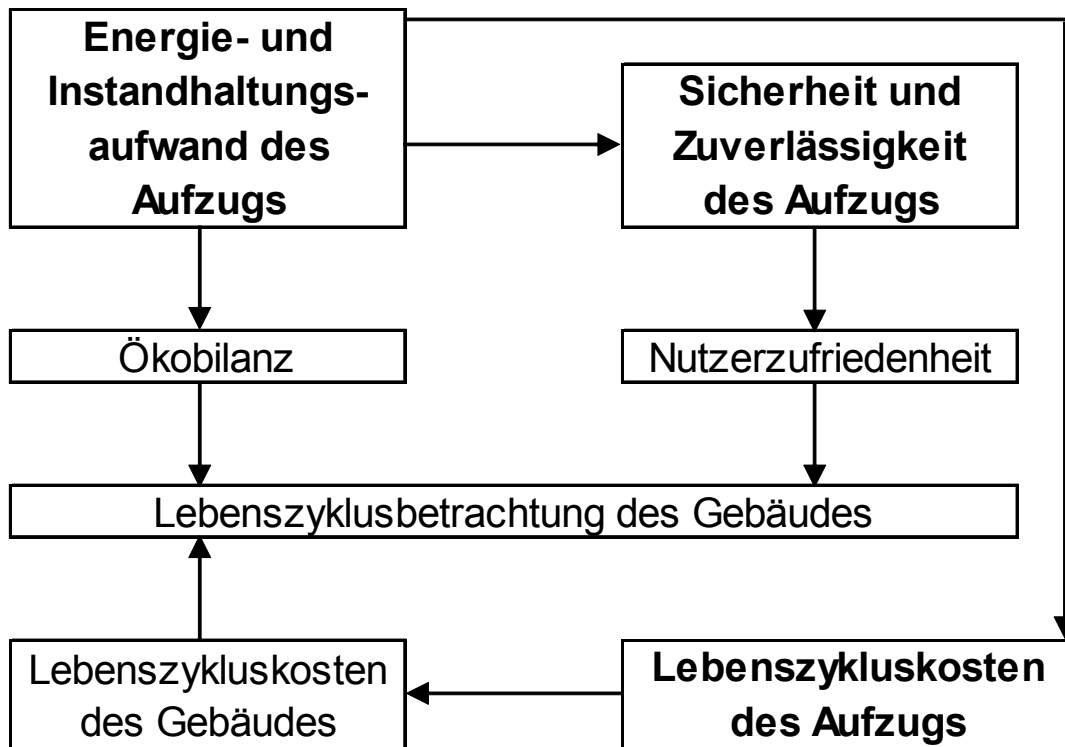 Energie- und
Instandhaltungs-
aufwand des
Aufzugs
Sicherheit und
Zuverlässigkeit
des Aufzugs
Ökobilanz
Nutzerzufriedenheit
Lebenszyklusbetrachtung des Gebäudes
Lebenszykluskosten
des Gebäudes
Lebenszykluskosten
des Aufzugs